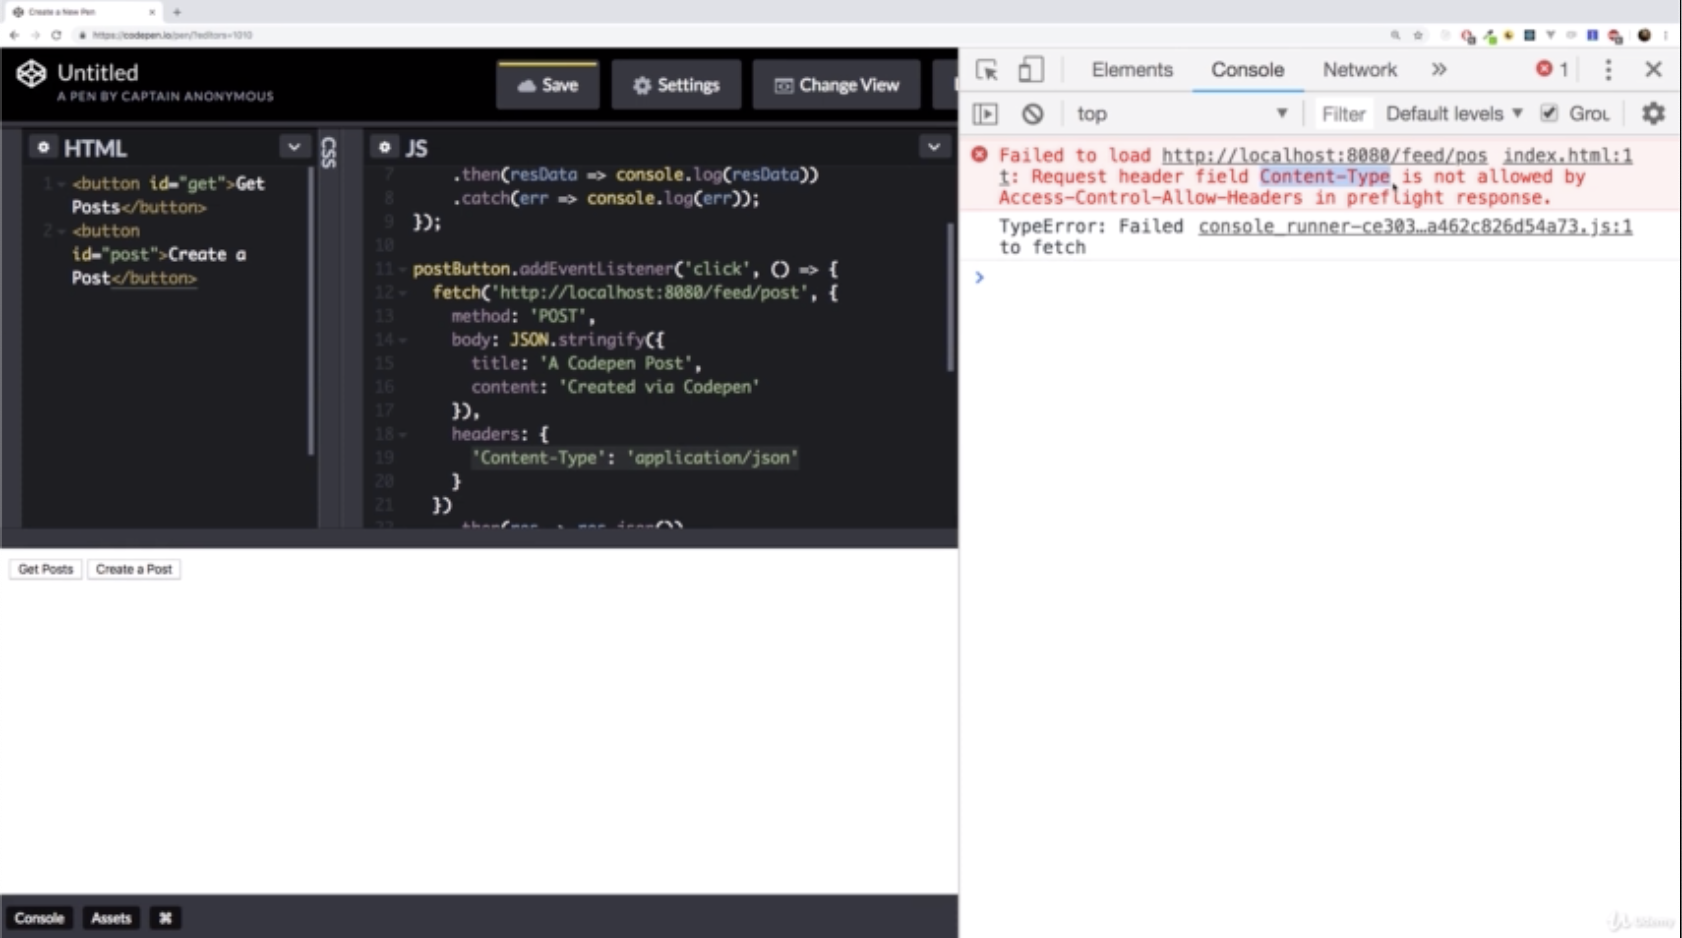 Create a New Pen
https://codepen.io/pen/?editors=1010
Untitled
A PEN BY CAPTAIN ANONYMOUS
Save
Settings
Change View
HTML
CSS
JS
1 <button id="get">Get
Posts</button>
2 <button
id="post">Create a
Post</button>
7 .then(resData => console.log(resData))
8 .catch(err => console.log(err));
9 });
10
11 postButton.addEventListener('click', () => {
12 fetch('http://localhost:8080/feed/post', {
13 method: 'POST',
14 body: JSON.stringify({
15 title: 'A Codepen Post',
16 content: 'Created via Codepen'
17 }),
18 headers: {
19 'Content-Type': 'application/json'
20 }
21 })
.then(res => res.json())
Get Posts
Create a Post
Console
Assets
⌘
Elements
Console
Network
»
1
top
Filter
Default levels
Grou
Failed to load http://localhost:8080/feed/pos index.html:1
t: Request header field Content-Type is not allowed by
Access-Control-Allow-Headers in preflight response.
TypeError: Failed console_runner-ce303…a462c826d54a73.js:1
to fetch
>
Udemy